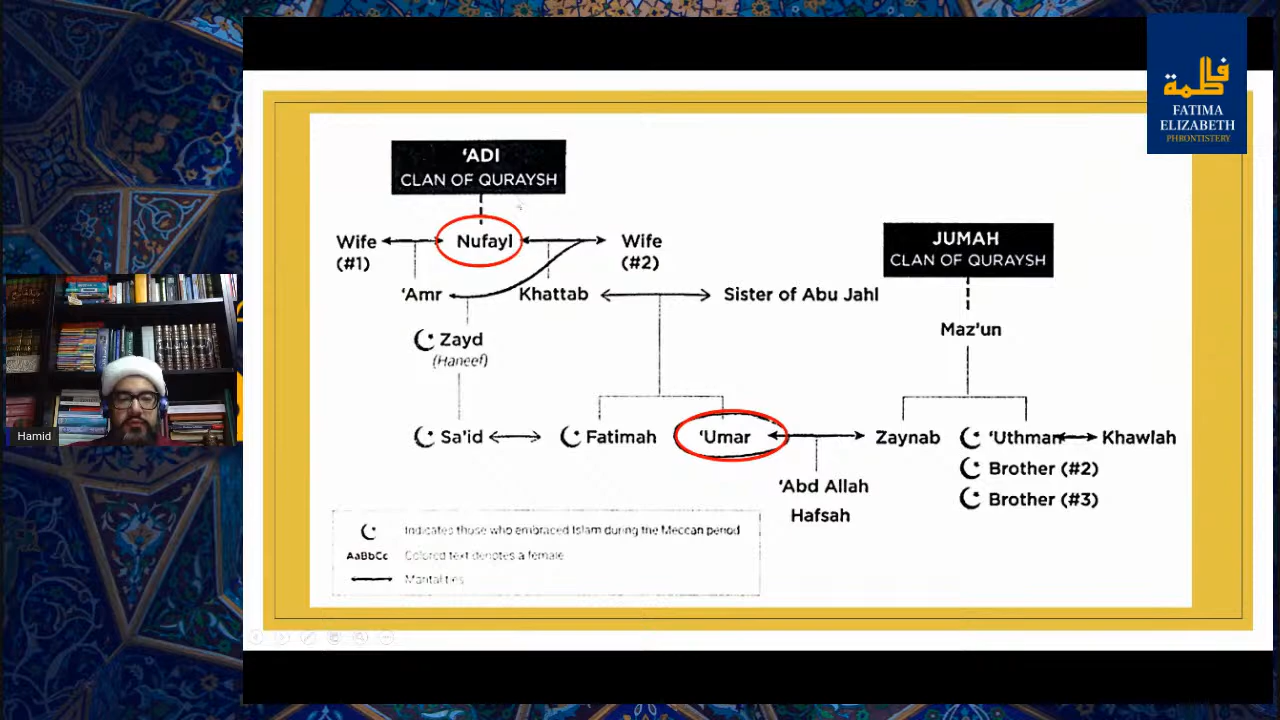 فاطمة
FATIMA
ELIZABETH
PHRONTISTERY
‘ADI
CLAN OF QURAYSH
Wife
(#1)
Nufayl
Wife
(#2)
JUMAH
CLAN OF QURAYSH
‘Amr
Khattab
Sister of Abu Jahl
Maz’un
Zayd
(Haneef)
Sa’id
Fatimah
‘Umar
Zaynab
‘Uthman
Khawlah
Brother (#2)
Brother (#3)
‘Abd Allah
Hafsah
Indicates those who embraced Islam during the Meccan period
AaBbCc Colored text denotes a female
Marital ties
Hamid